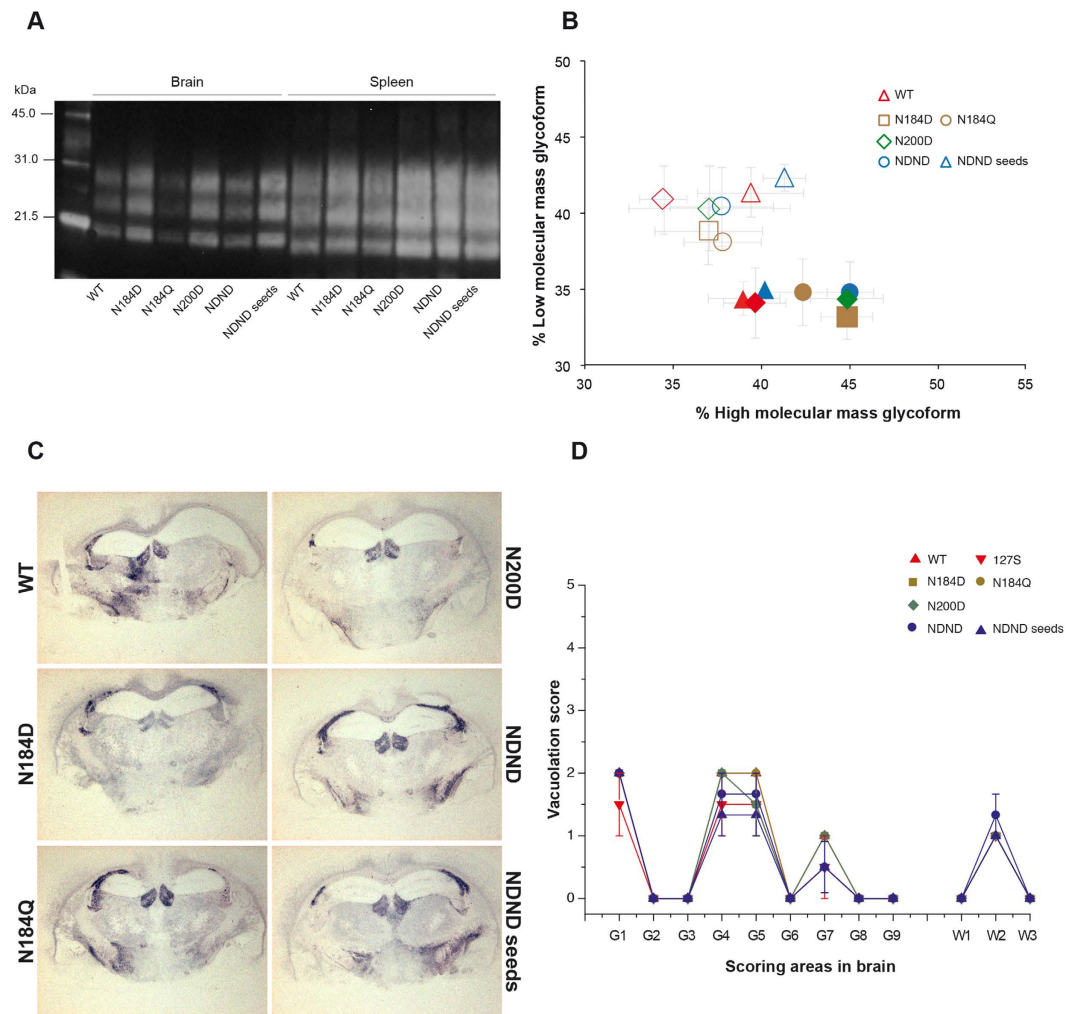 A
Brain
Spleen
kDa
45.0
31.0
21.5
WT
N184D
N184Q
N200D
NDND
NDND seeds
WT
N184D
N184Q
N200D
NDND
NDND seeds
B
% Low molecular mass glycoform
50
45
40
35
30
30
35
40
45
50
55
% High molecular mass glycoform
WT
N184D
N184Q
N200D
NDND
NDND seeds
C
WT
N200D
N184D
NDND
N184Q
NDND seeds
D
WT
127S
N184D
N184Q
N200D
NDND
NDND seeds
Vacuolation score
5
4
3
2
1
0
G1
G2
G3
G4
G5
G6
G7
G8
G9
W1
W2
W3
Scoring areas in brain